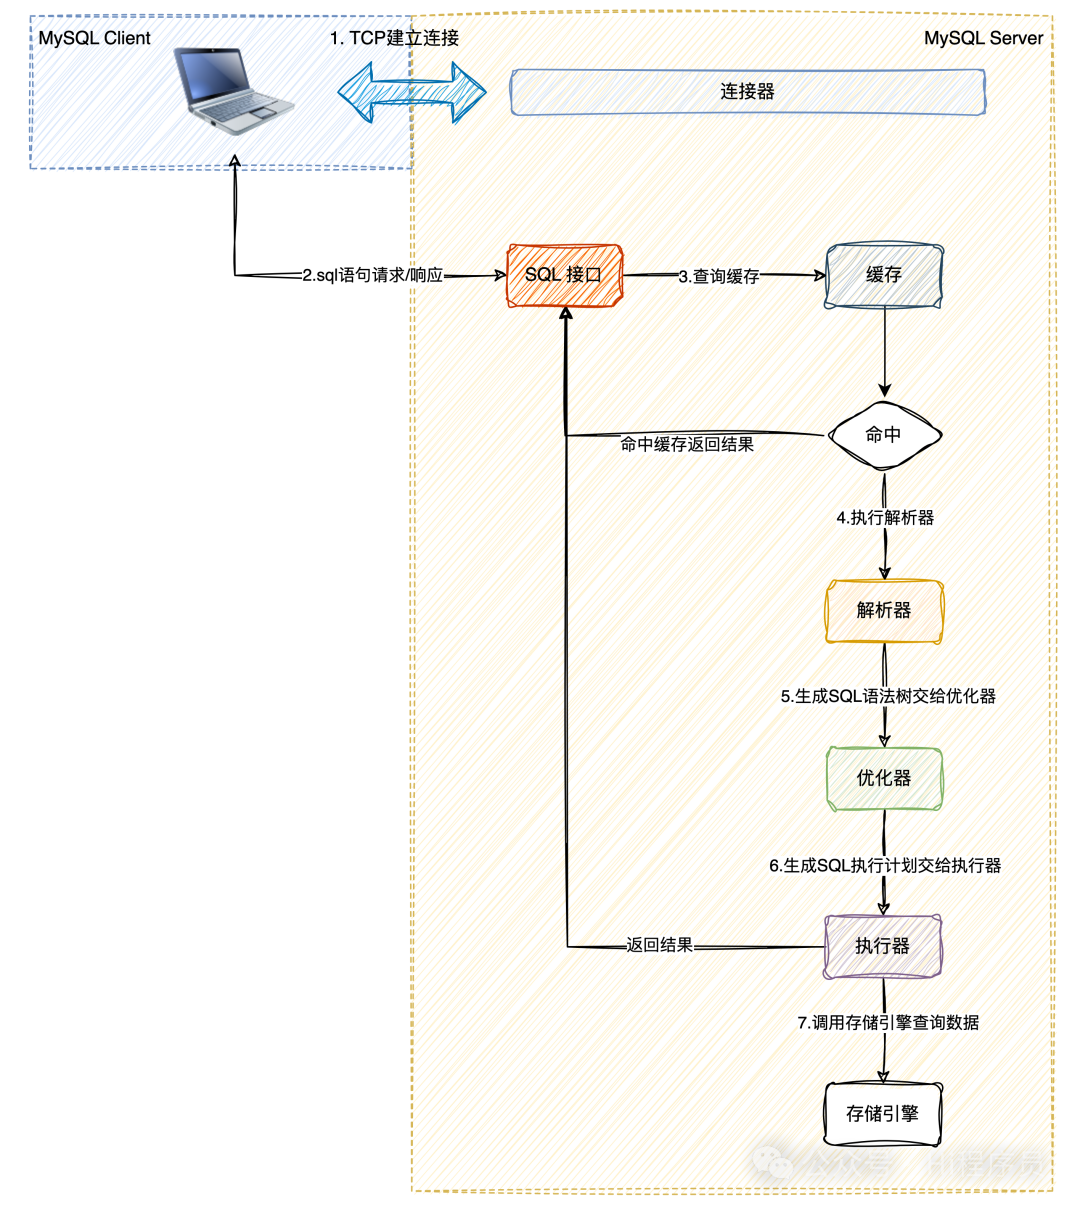 MySQL Client
1. TCP建立连接
MySQL Server
连接器
2.sql语句请求/响应
SQL 接口
3.查询缓存
缓存
命中
命中缓存返回结果
4.执行解析器
解析器
5.生成SQL语法树交给优化器
优化器
6.生成SQL执行计划交给执行器
执行器
返回结果
7.调用存储引擎查询数据
存储引擎
公众号